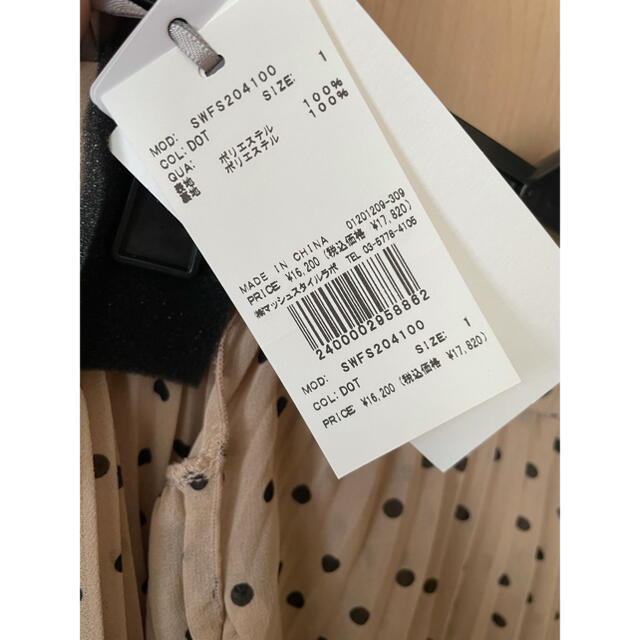 MOD: SWFS204100
COL:DOT SIZE: 1
QUA:
表地 ポリエステル 100%
裏地 ポリエステル 100%
MADE IN CHINA 01201209-309
PRICE ¥16,200 (税込価格 ¥17,820)
㈱マッシュスタイルラボ TEL 03-6778-4105
2400002958862
MOD: SWFS204100
COL:DOT SIZE: 1
PRICE ¥16,200 (税込価格 ¥17,820)